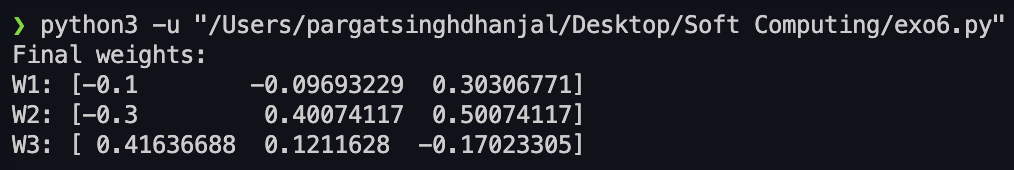 ❯ python3 -u "/Users/pargatsinghdhanjal/Desktop/Soft Computing/exo6.py"
Final weights:
W1: [-0.1        -0.09693229  0.30306771]
W2: [-0.3         0.40074117  0.50074117]
W3: [ 0.41636688  0.1211628  -0.17023305]